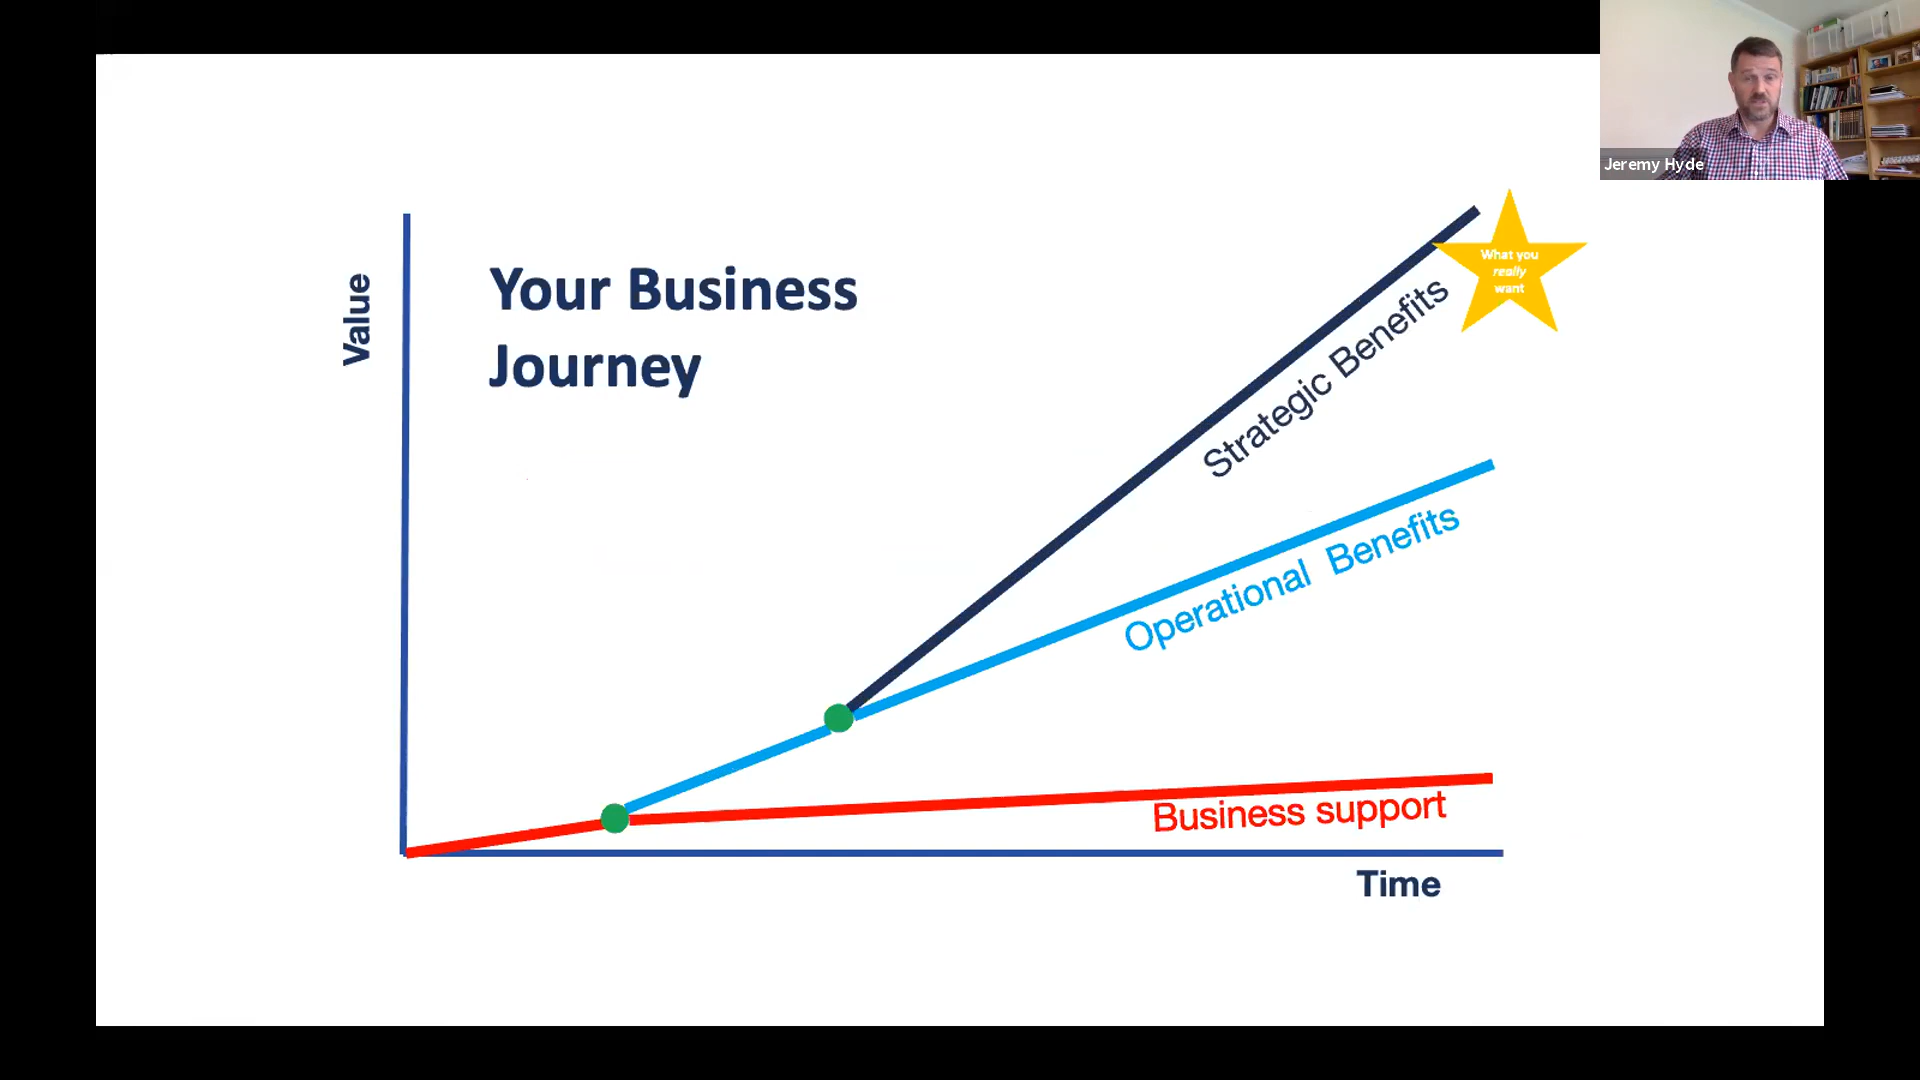 Jeremy Hyde
Your Business
Journey
Value
What you
really
want
Strategic Benefits
Operational Benefits
Business support
Time